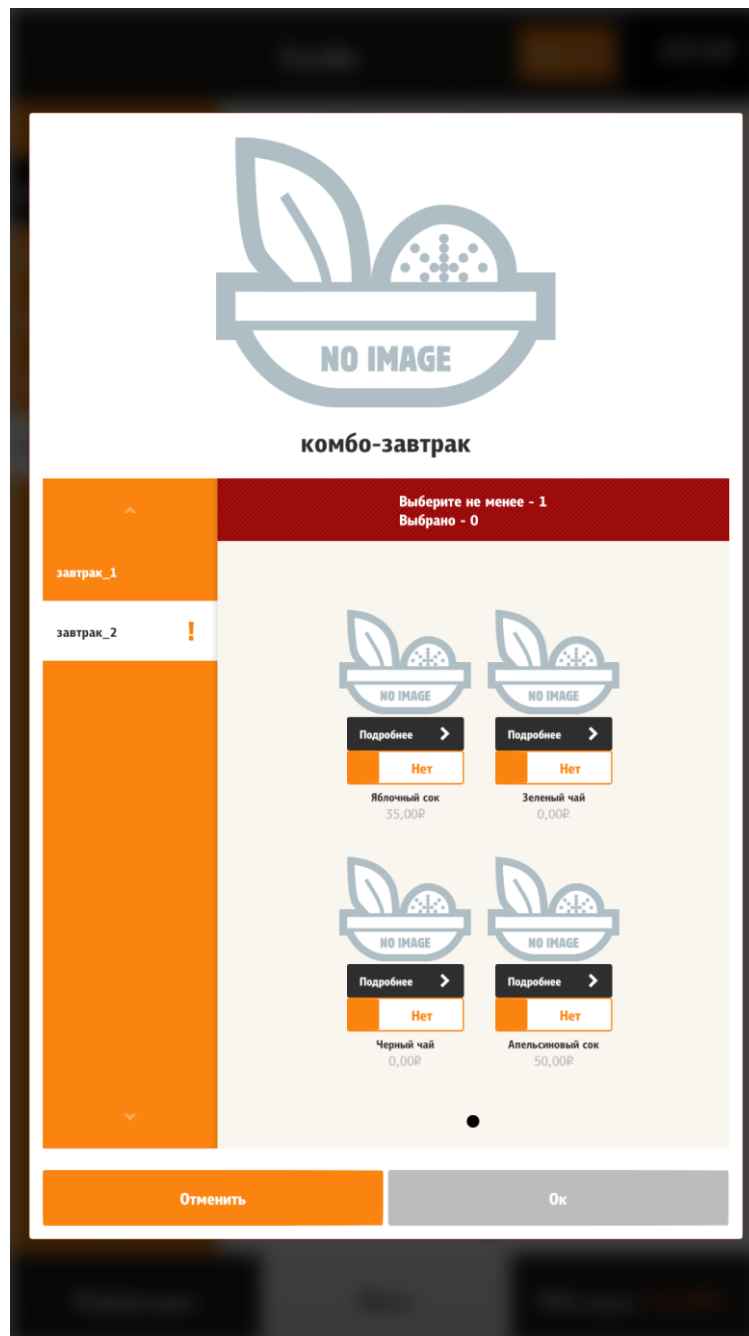 NO IMAGE
комбо-завтрак
Выберите не менее - 1
Выбрано - 0
завтрак_1
завтрак_2 !
NO IMAGE NO IMAGE
Подробнее Подробнее
Нет Нет
Яблочный сок Зеленый чай
35,00₽ 0,00₽
NO IMAGE NO IMAGE
Подробнее Подробнее
Нет Нет
Черный чай Апельсиновый сок
0,00₽ 50,00₽
Отменить Ок